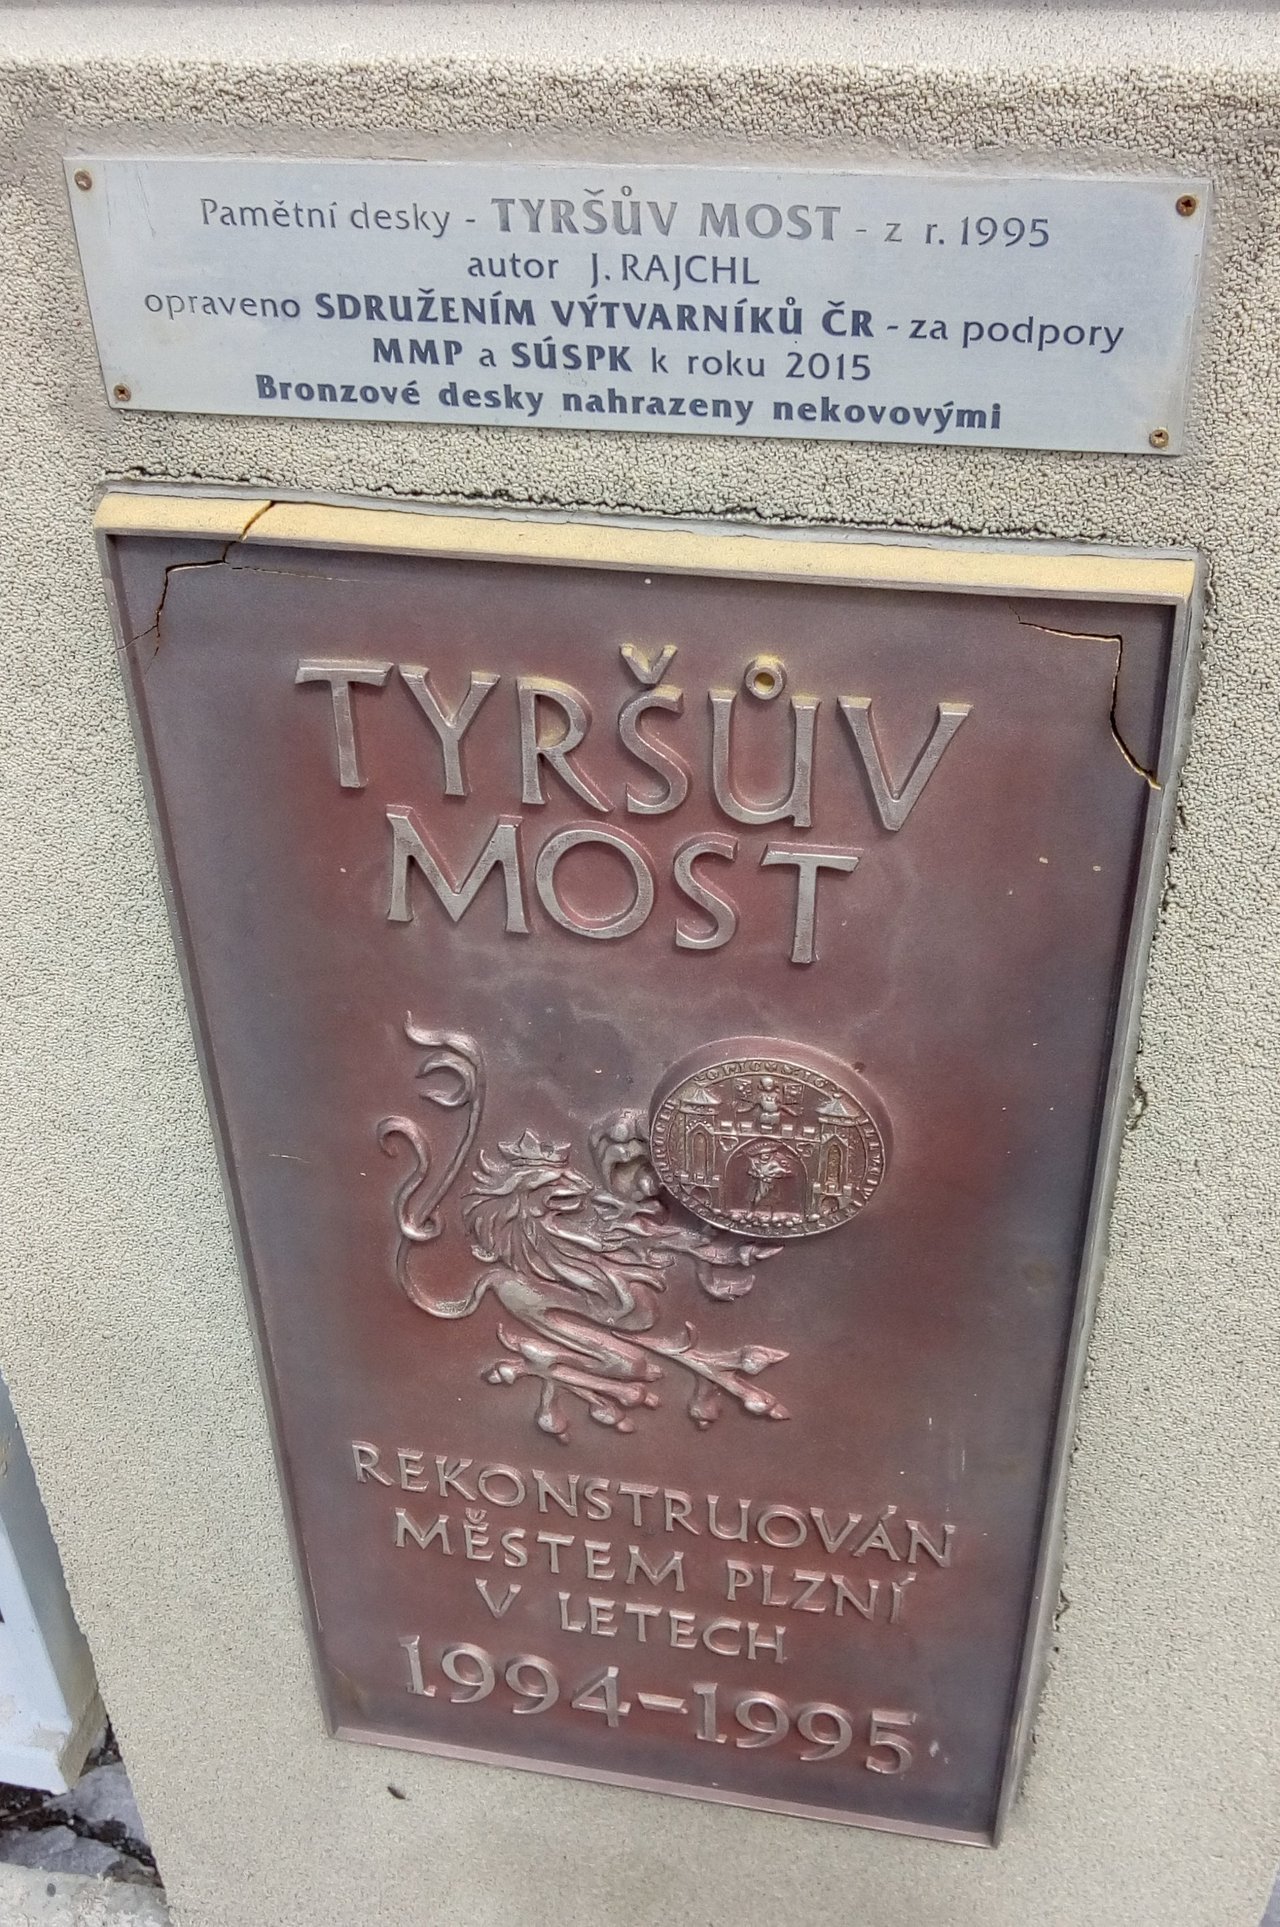 Pamětní desky - TYRŠŮV MOST - z r. 1995
autor J. RAJCHL
opraveno SDRUŽENÍM VÝTVARNÍKŮ ČR - za podpory
MMP a SÚSPK k roku 2015
Bronzové desky nahrazeny nekovovými
TYRŠŮV
MOST
REKONSTRUOVÁN
MĚSTEM PLZNÍ
V LETECH
1994-1995